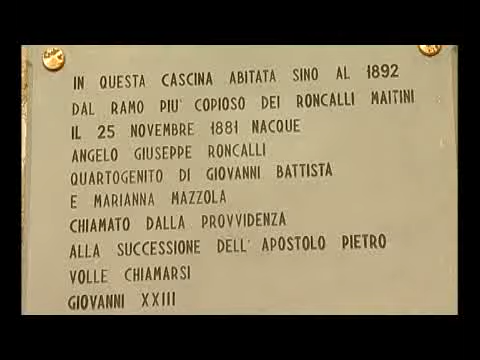 IN QUESTA CASCINA ABITATA SINO AL 1892
DAL RAMO PIU' COPIOSO DEI RONCALLI MAITINI
IL 25 NOVEMBRE 1881 NACQUE
ANGELO GIUSEPPE RONCALLI
QUARTOGENITO DI GIOVANNI BATTISTA
E MARIANNA MAZZOLA
CHIAMATO DALLA PROVVIDENZA
ALLA SUCCESSIONE DELL' APOSTOLO PIETRO
VOLLE CHIAMARSI
GIOVANNI XXIII